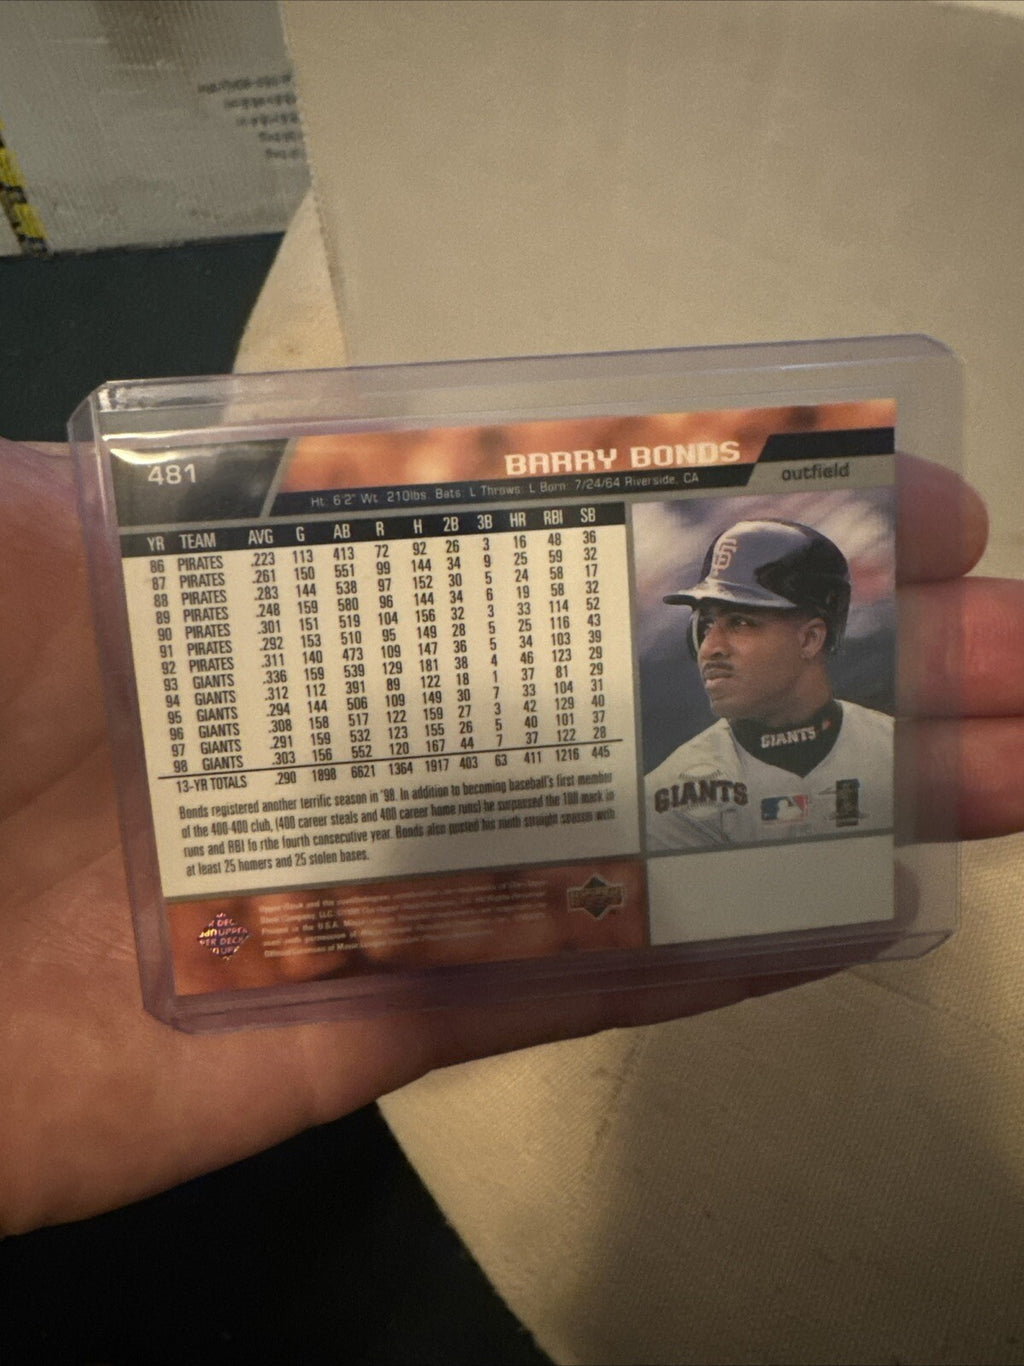 481
BARRY BONDS
outfield
Ht: 6'2" Wt: 210lbs. Bats: L Throws: L Born: 7/24/64 Riverside, CA
YR TEAM AVG G AB R H 2B 3B HR RBI SB
86 PIRATES .223 113 413 72 92 26 3 16 48 36
87 PIRATES .261 150 551 99 144 34 9 25 59 32
88 PIRATES .283 144 538 97 152 30 5 24 58 17
89 PIRATES .248 159 580 96 144 34 6 19 58 32
90 PIRATES .301 151 519 104 156 32 3 33 114 52
91 PIRATES .292 153 510 95 149 28 5 25 116 43
92 PIRATES .311 140 473 109 147 36 5 34 103 39
93 GIANTS .336 159 539 129 181 38 4 46 123 29
94 GIANTS .312 112 391 89 122 18 1 37 81 29
95 GIANTS .294 144 506 109 149 30 7 33 104 31
96 GIANTS .308 158 517 122 159 27 3 42 129 40
97 GIANTS .291 159 532 123 155 26 5 40 101 37
98 GIANTS .303 156 552 120 167 44 7 37 122 28
13-YR TOTALS .290 1898 6621 1364 1917 403 63 411 1216 445
Bonds registered another terrific season in '98. In addition to becoming baseball's first member
of the 400-400 club, (400 career steals and 400 career home runs) he surpassed the 100 mark in
runs and RBI fo rthe fourth consecutive year. Bonds also posted his ninth straight season with
at least 25 homers and 25 stolen bases.
SF
GIANTS
GIANTS
UPPER
DECK